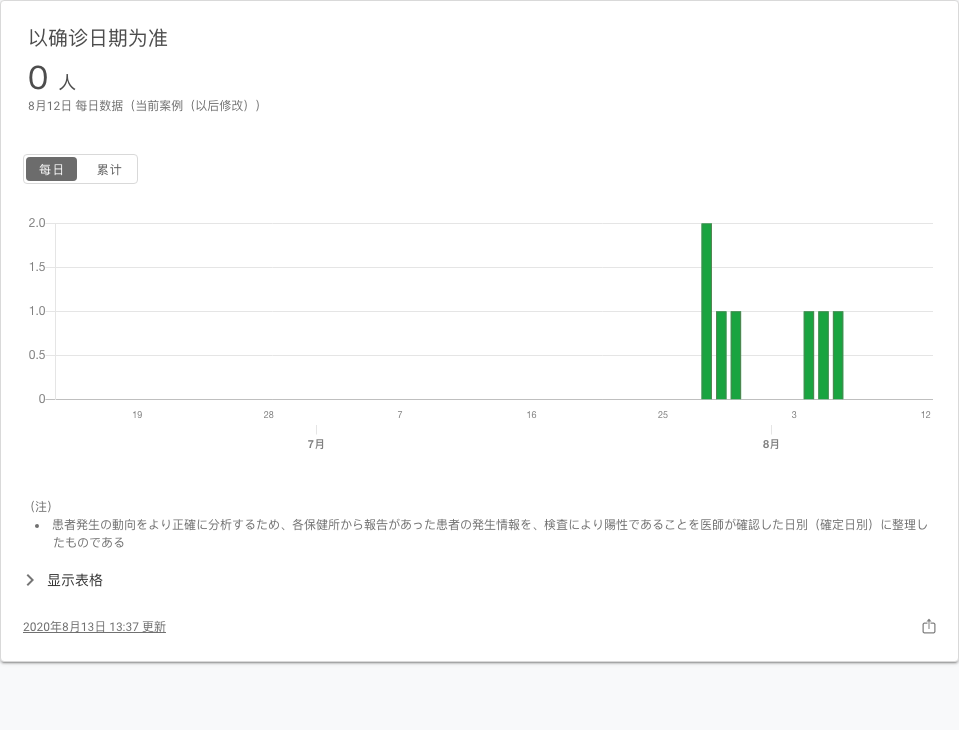 以确诊日期为准
0 人
8月12日 每日数据（当前案例（以后修改））
每日 累计
2.0
1.5
1.0
0.5
0
19 28 7 16 25 3 12
7月 8月
（注）
• 患者発生の動向をより正確に分析するため、各保健所から報告があった患者の発生情報を、検査により陽性であることを医師が確認した日別（確定日別）に整理し
たものである
显示表格
2020年8月13日 13:37 更新